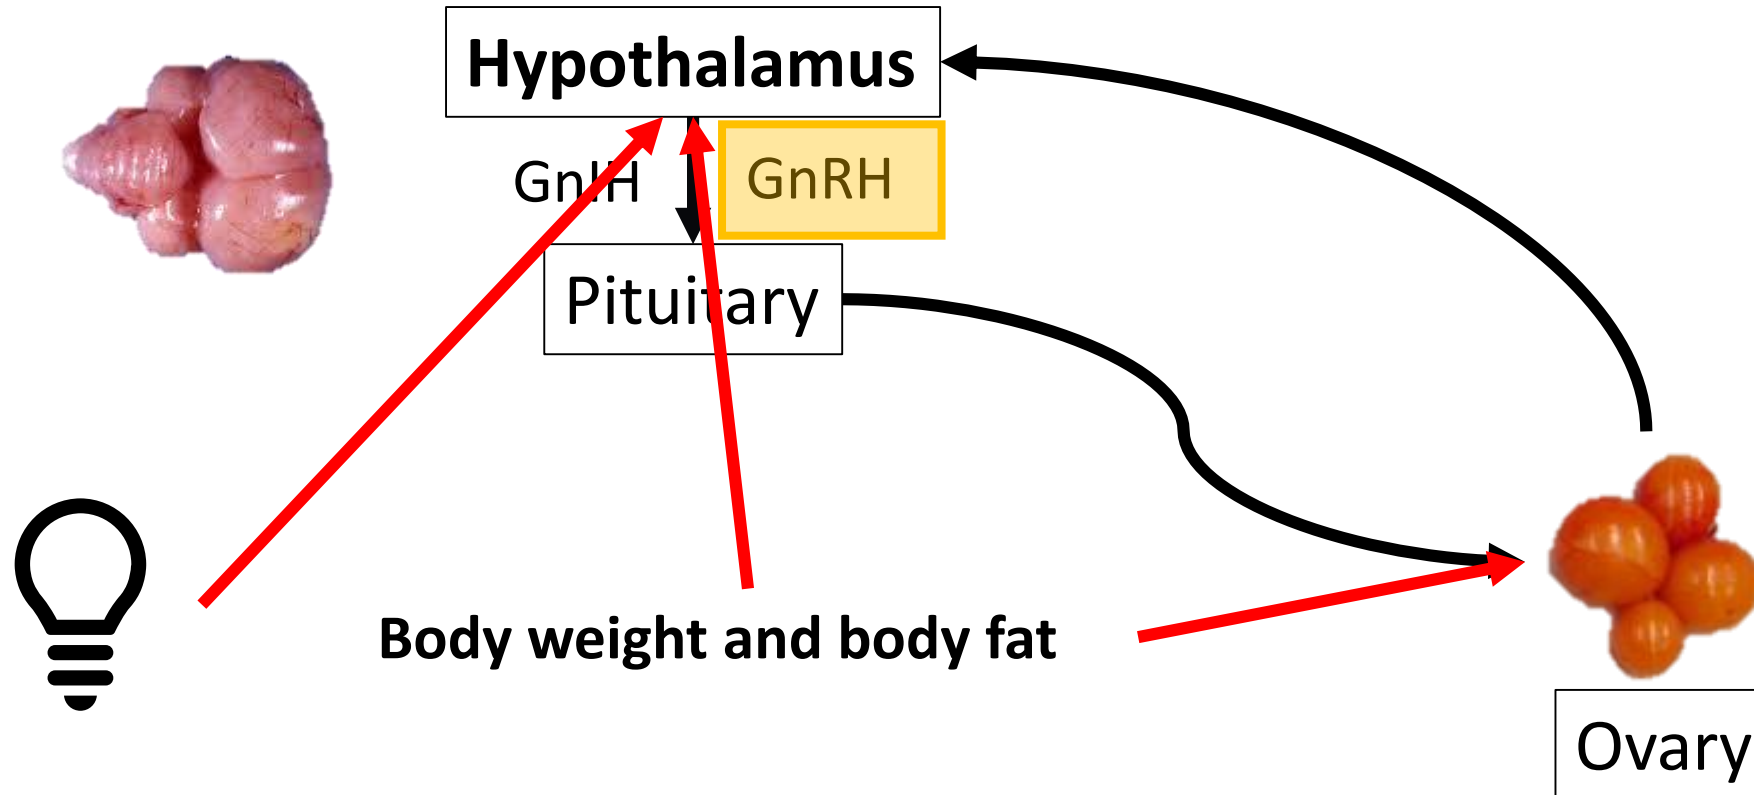 Hypothalamus
GnIH
GnRH
Pituitary
Body weight and body fat
Ovary